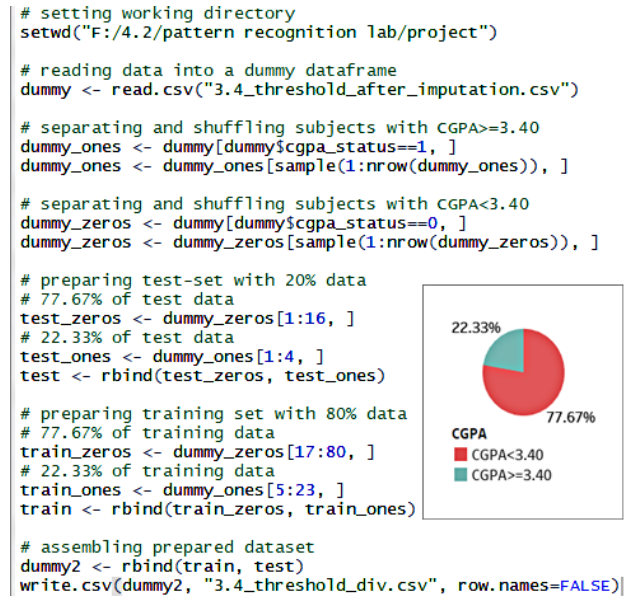 # setting working directory
setwd("F:/4.2/pattern recognition lab/project")
# reading data into a dummy dataframe
dummy <- read.csv("3.4_threshold_after_imputation.csv")
# separating and shuffling subjects with CGPA>=3.40
dummy_ones <- dummy[dummy$cgpa_status==1, ]
dummy_ones <- dummy_ones[sample(1:nrow(dummy_ones)), ]
# separating and shuffling subjects with CGPA<3.40
dummy_zeros <- dummy[dummy$cgpa_status==0, ]
dummy_zeros <- dummy_zeros[sample(1:nrow(dummy_zeros)), ]
# preparing test-set with 20% data
# 77.67% of test data
test_zeros <- dummy_zeros[1:16, ]
# 22.33% of test data
test_ones <- dummy_ones[1:4, ]
test <- rbind(test_zeros, test_ones)
# preparing training set with 80% data
# 77.67% of training data
train_zeros <- dummy_zeros[17:80, ]
# 22.33% of training data
train_ones <- dummy_ones[5:23, ]
train <- rbind(train_zeros, train_ones)
# assembling prepared dataset
dummy2 <- rbind(train, test)
write.csv(dummy2, "3.4_threshold_div.csv", row.names=FALSE)
22.33%
77.67%
CGPA
CGPA<3.40
CGPA>=3.40